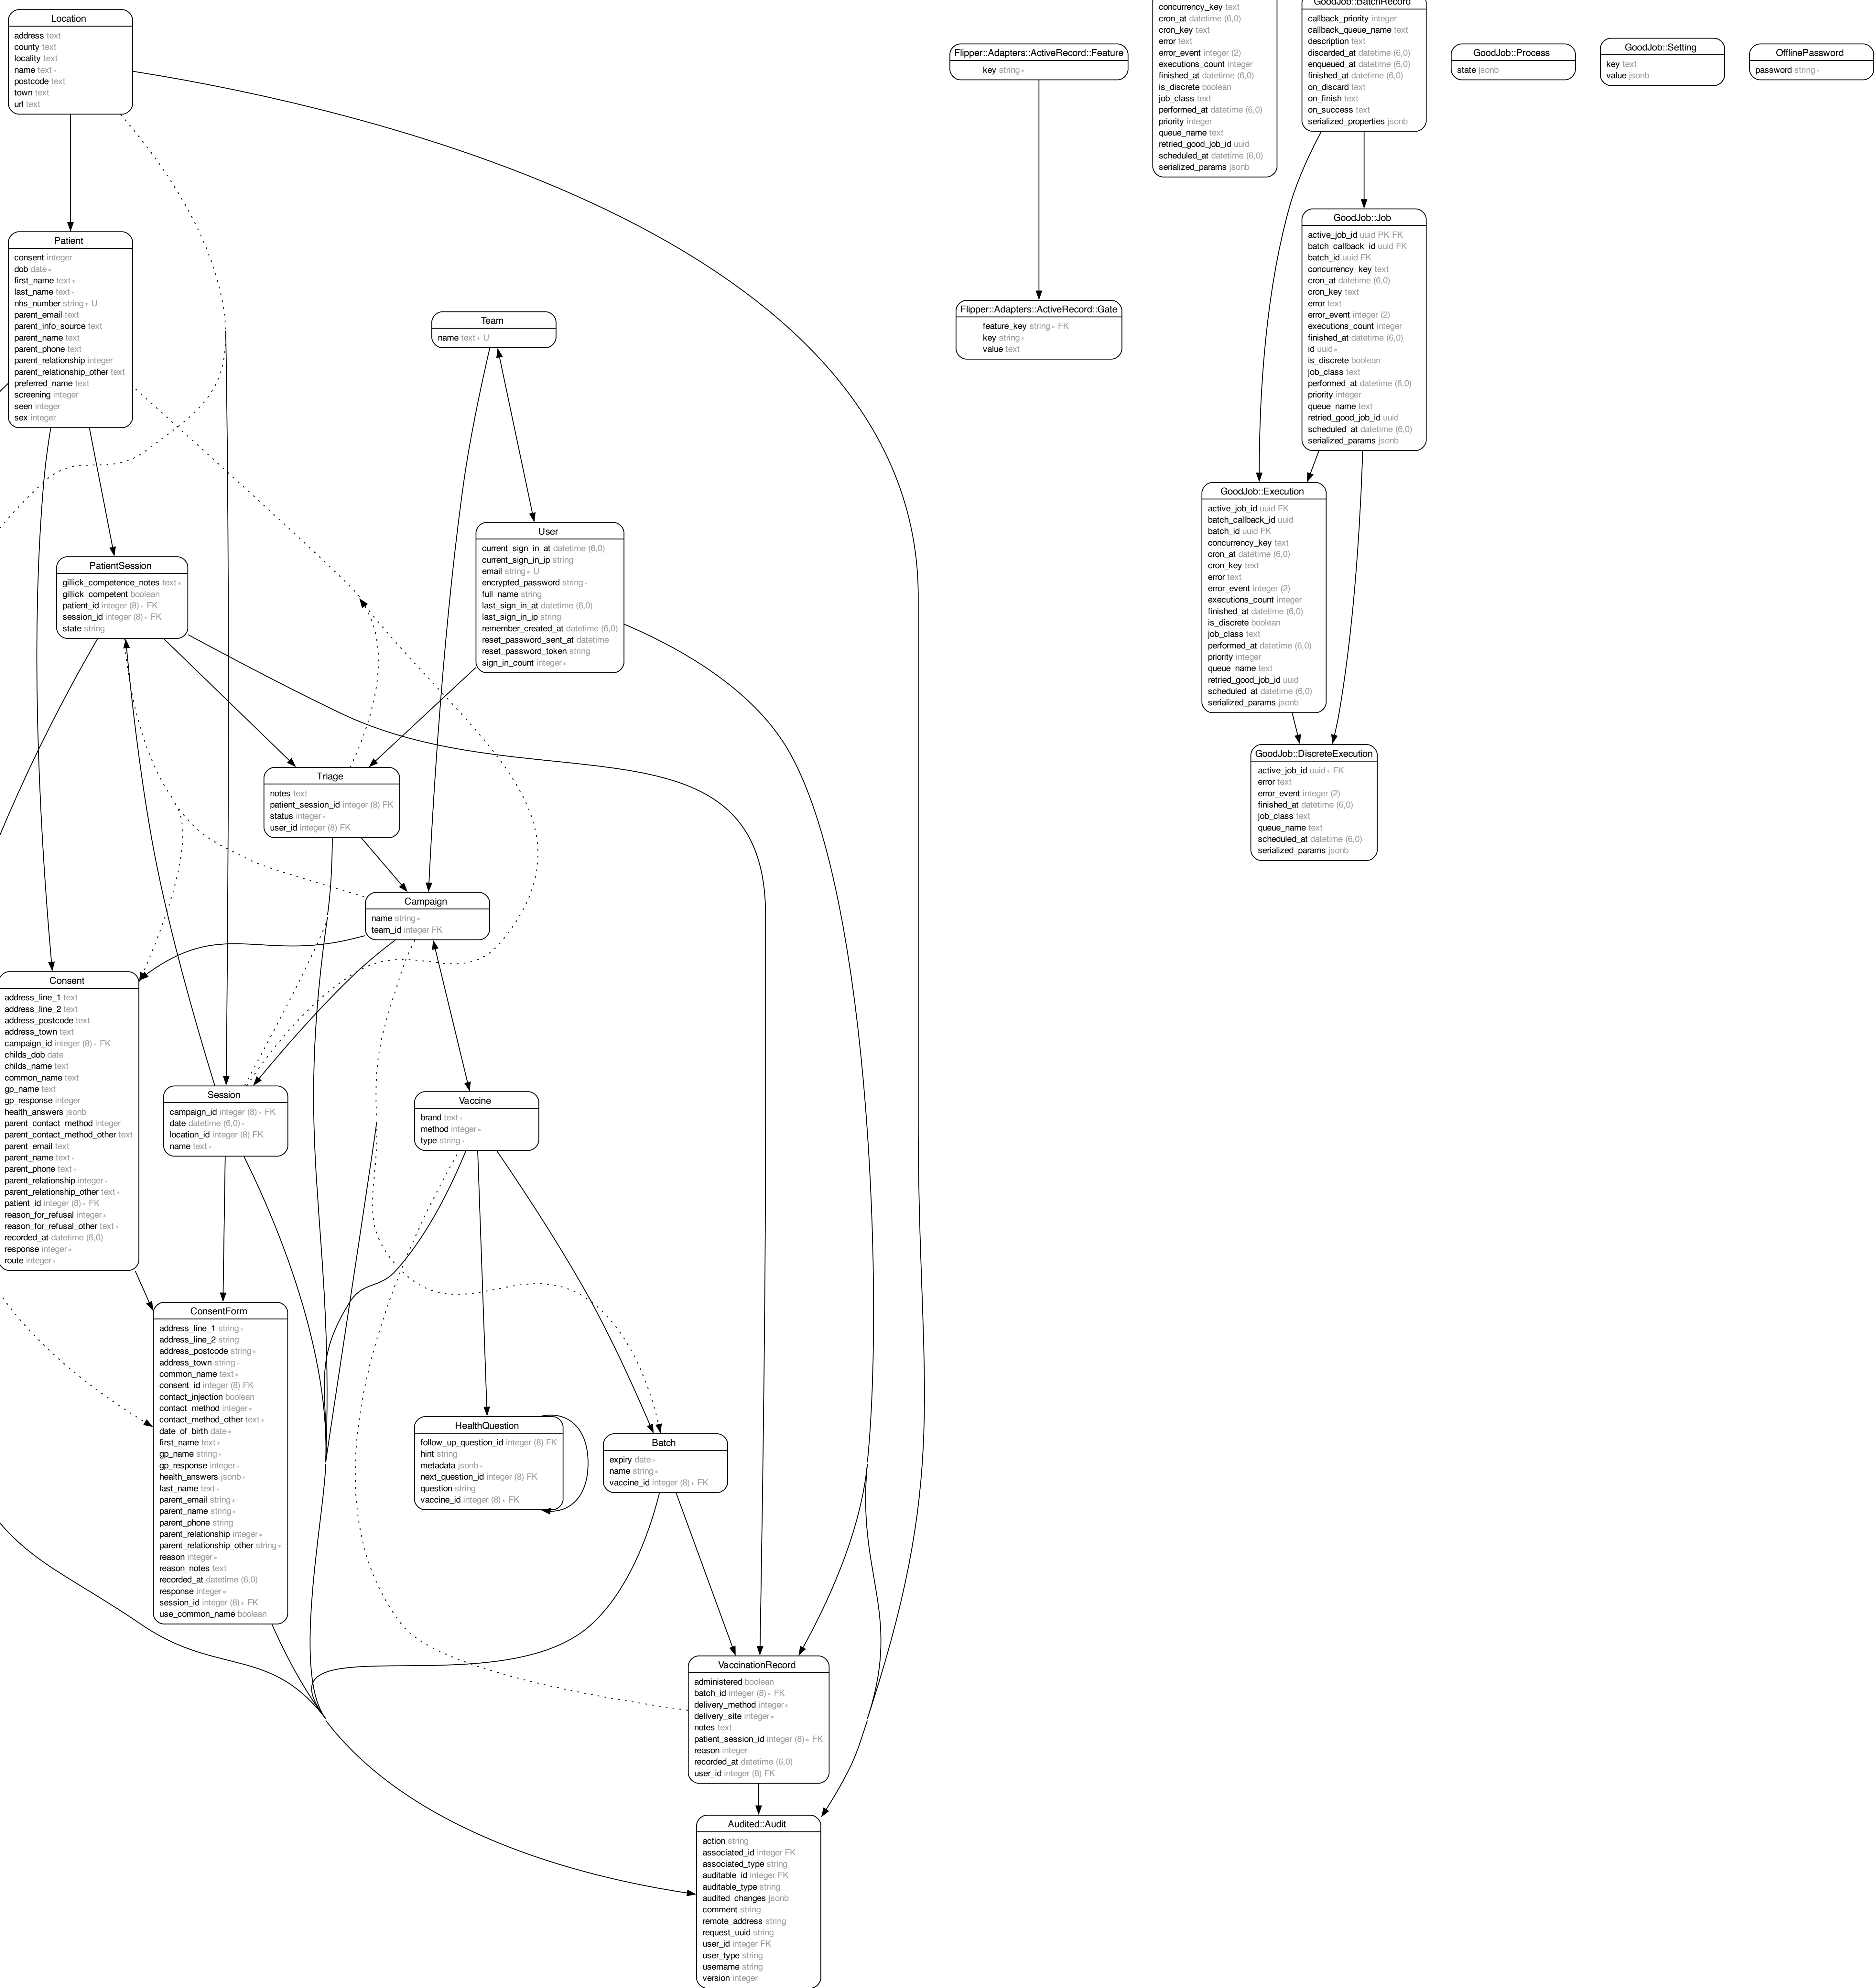 Location
address text
county text
locality text
name text ∗
postcode text
town text
url text
Patient
consent integer
dob date ∗
first_name text ∗
last_name text ∗
nhs_number string ∗ U
parent_email text
parent_info_source text
parent_name text
parent_phone text
parent_relationship integer
parent_relationship_other text
preferred_name text
screening integer
seen integer
sex integer
Team
name text ∗ U
PatientSession
gillick_competence_notes text ∗
gillick_competent boolean
patient_id integer (8) ∗ FK
session_id integer (8) ∗ FK
state string
User
current_sign_in_at datetime (6,0)
current_sign_in_ip string
email string ∗ U
encrypted_password string ∗
full_name string
last_sign_in_at datetime (6,0)
last_sign_in_ip string
remember_created_at datetime (6,0)
reset_password_sent_at datetime
reset_password_token string
sign_in_count integer ∗
Triage
notes text
patient_session_id integer (8) FK
status integer ∗
user_id integer (8) FK
Campaign
name string ∗
team_id integer FK
Consent
address_line_1 text
address_line_2 text
address_postcode text
address_town text
campaign_id integer (8) ∗ FK
childs_dob date
childs_name text
common_name text
gp_name text
gp_response integer
health_answers jsonb
parent_contact_method integer
parent_contact_method_other text
parent_email text
parent_name text ∗
parent_phone text ∗
parent_relationship integer ∗
parent_relationship_other text ∗
patient_id integer (8) ∗ FK
reason_for_refusal integer ∗
reason_for_refusal_other text ∗
recorded_at datetime (6,0)
response integer ∗
route integer ∗
Session
campaign_id integer (8) ∗ FK
date datetime (6,0) ∗
location_id integer (8) FK
name text ∗
Vaccine
brand text ∗
method integer ∗
type string ∗
ConsentForm
address_line_1 string ∗
address_line_2 string
address_postcode string ∗
address_town string ∗
common_name text ∗
consent_id integer (8) FK
contact_injection boolean
contact_method integer ∗
contact_method_other text ∗
date_of_birth date ∗
first_name text ∗
gp_name string ∗
gp_response integer ∗
health_answers jsonb ∗
last_name text ∗
parent_email string ∗
parent_name string ∗
parent_phone string
parent_relationship integer ∗
parent_relationship_other string ∗
reason integer ∗
reason_notes text
recorded_at datetime (6,0)
response integer ∗
session_id integer (8) ∗ FK
use_common_name boolean
HealthQuestion
follow_up_question_id integer (8) FK
hint string
metadata jsonb ∗
next_question_id integer (8) FK
question string
vaccine_id integer (8) ∗ FK
Batch
expiry date ∗
name string ∗
vaccine_id integer (8) ∗ FK
VaccinationRecord
administered boolean
batch_id integer (8) ∗ FK
delivery_method integer ∗
delivery_site integer ∗
notes text
patient_session_id integer (8) ∗ FK
reason integer
recorded_at datetime (6,0)
user_id integer (8) FK
Audited::Audit
action string
associated_id integer FK
associated_type string
auditable_id integer FK
auditable_type string
audited_changes jsonb
comment string
remote_address string
request_uuid string
user_id integer FK
user_type string
username string
version integer
Flipper::Adapters::ActiveRecord::Feature
key string ∗
Flipper::Adapters::ActiveRecord::Gate
feature_key string ∗ FK
key string ∗
value text
concurrency_key text
cron_at datetime (6,0)
cron_key text
error text
error_event integer (2)
executions_count integer
finished_at datetime (6,0)
is_discrete boolean
job_class text
performed_at datetime (6,0)
priority integer
queue_name text
retried_good_job_id uuid
scheduled_at datetime (6,0)
serialized_params jsonb
GoodJob::BatchRecord
callback_priority integer
callback_queue_name text
description text
discarded_at datetime (6,0)
enqueued_at datetime (6,0)
finished_at datetime (6,0)
on_discard text
on_finish text
on_success text
serialized_properties jsonb
GoodJob::Process
state jsonb
GoodJob::Setting
key text
value jsonb
OfflinePassword
password string ∗
GoodJob::Job
active_job_id uuid PK FK
batch_callback_id uuid FK
batch_id uuid FK
concurrency_key text
cron_at datetime (6,0)
cron_key text
error text
error_event integer (2)
executions_count integer
finished_at datetime (6,0)
id uuid ∗
is_discrete boolean
job_class text
performed_at datetime (6,0)
priority integer
queue_name text
retried_good_job_id uuid
scheduled_at datetime (6,0)
serialized_params jsonb
GoodJob::Execution
active_job_id uuid FK
batch_callback_id uuid
batch_id uuid FK
concurrency_key text
cron_at datetime (6,0)
cron_key text
error text
error_event integer (2)
executions_count integer
finished_at datetime (6,0)
is_discrete boolean
job_class text
performed_at datetime (6,0)
priority integer
queue_name text
retried_good_job_id uuid
scheduled_at datetime (6,0)
serialized_params jsonb
GoodJob::DiscreteExecution
active_job_id uuid ∗ FK
error text
error_event integer (2)
finished_at datetime (6,0)
job_class text
queue_name text
scheduled_at datetime (6,0)
serialized_params jsonb